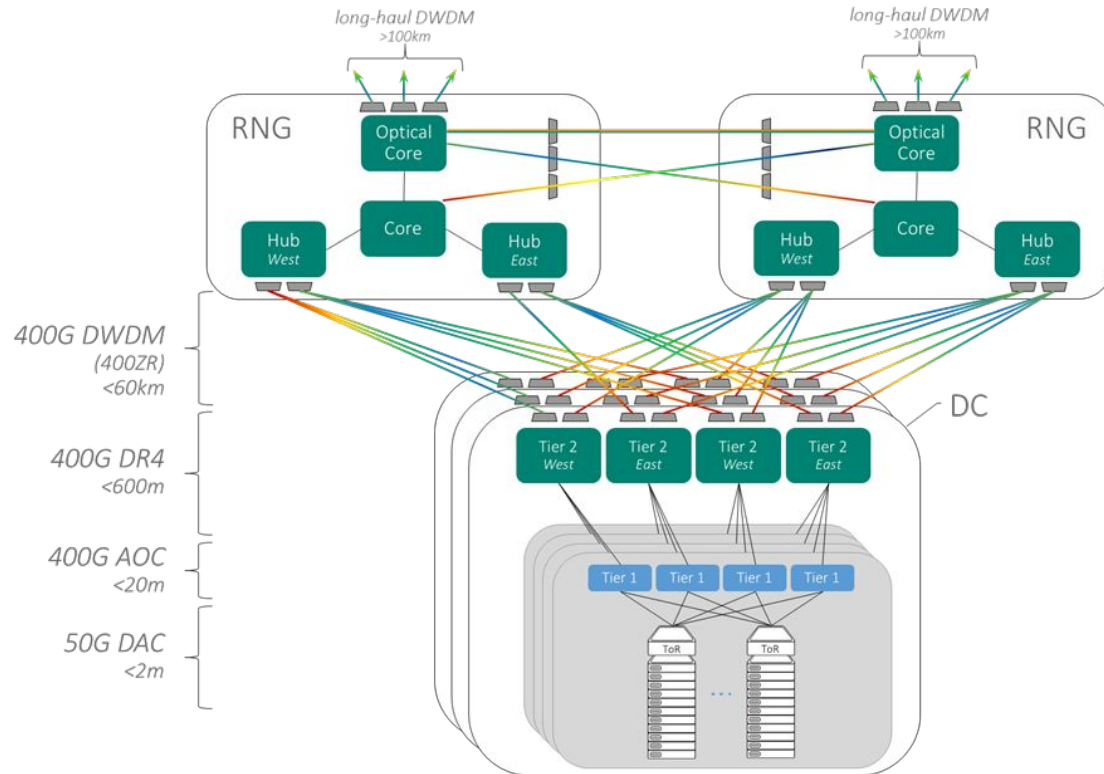 long-haul DWDM
>100km
long-haul DWDM
>100km
RNG
Optical
Core
Optical
Core
RNG
Core
Core
Hub
West
Hub
East
Hub
West
Hub
East
400G DWDM
(400ZR)
<60km
DC
400G DR4
<600m
Tier 2
West
Tier 2
East
Tier 2
West
Tier 2
East
400G AOC
<20m
Tier 1
Tier 1
Tier 1
Tier 1
50G DAC
<2m
ToR
ToR
...